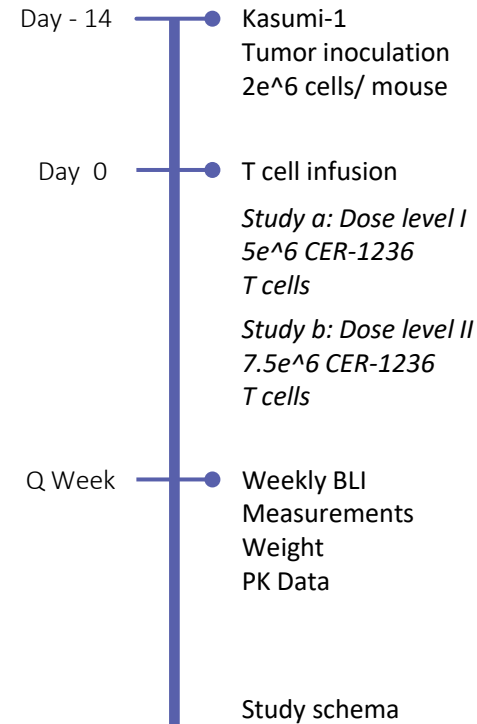 Day - 14
Kasumi-1
Tumor inoculation
2e^6 cells/ mouse
Day 0
T cell infusion
Study a: Dose level I
5e^6 CER-1236
T cells
Study b: Dose level II
7.5e^6 CER-1236
T cells
Q Week
Weekly BLI
Measurements
Weight
PK Data
Study schema